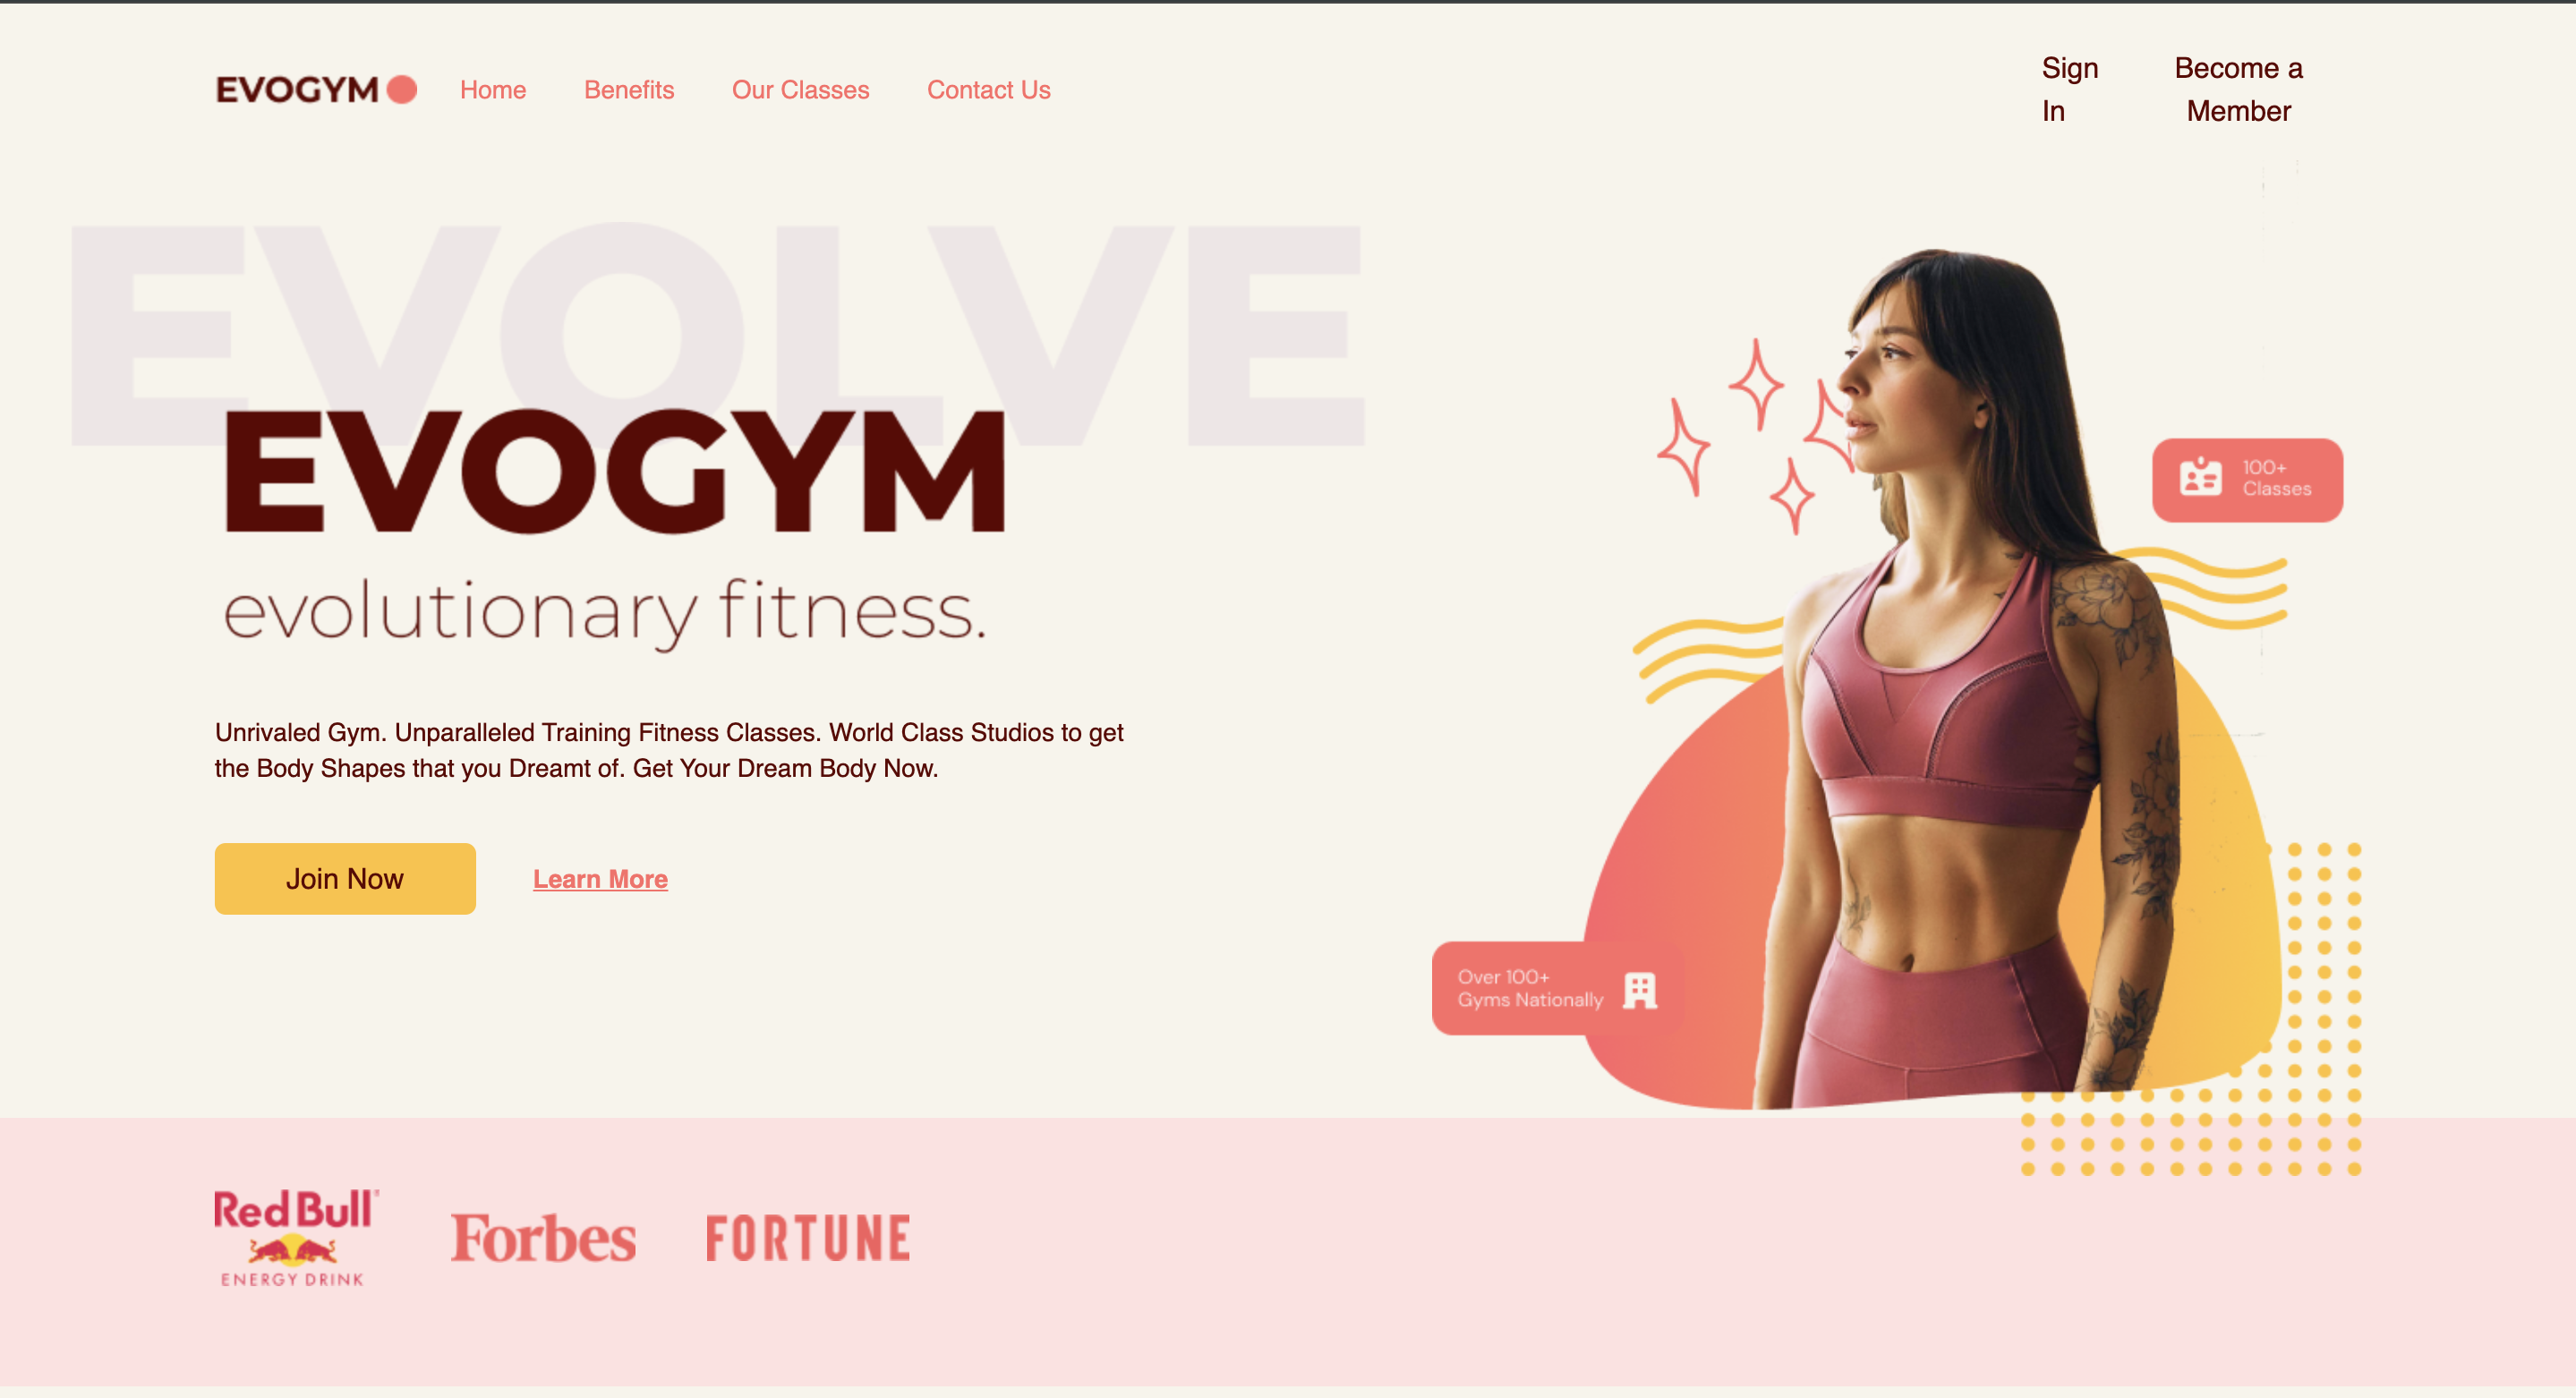 EVOGYM
Home
Benefits
Our Classes
Contact Us
Sign
In
Become a
Member
EVOLVE
EVOGYM
evolutionary fitness.
Unrivaled Gym. Unparalleled Training Fitness Classes. World Class Studios to get
the Body Shapes that you Dreamt of. Get Your Dream Body Now.
Join Now
Learn More
100+
Classes
Over 100+
Gyms Nationally
Red Bull
ENERGY DRINK
Forbes
FORTUNE